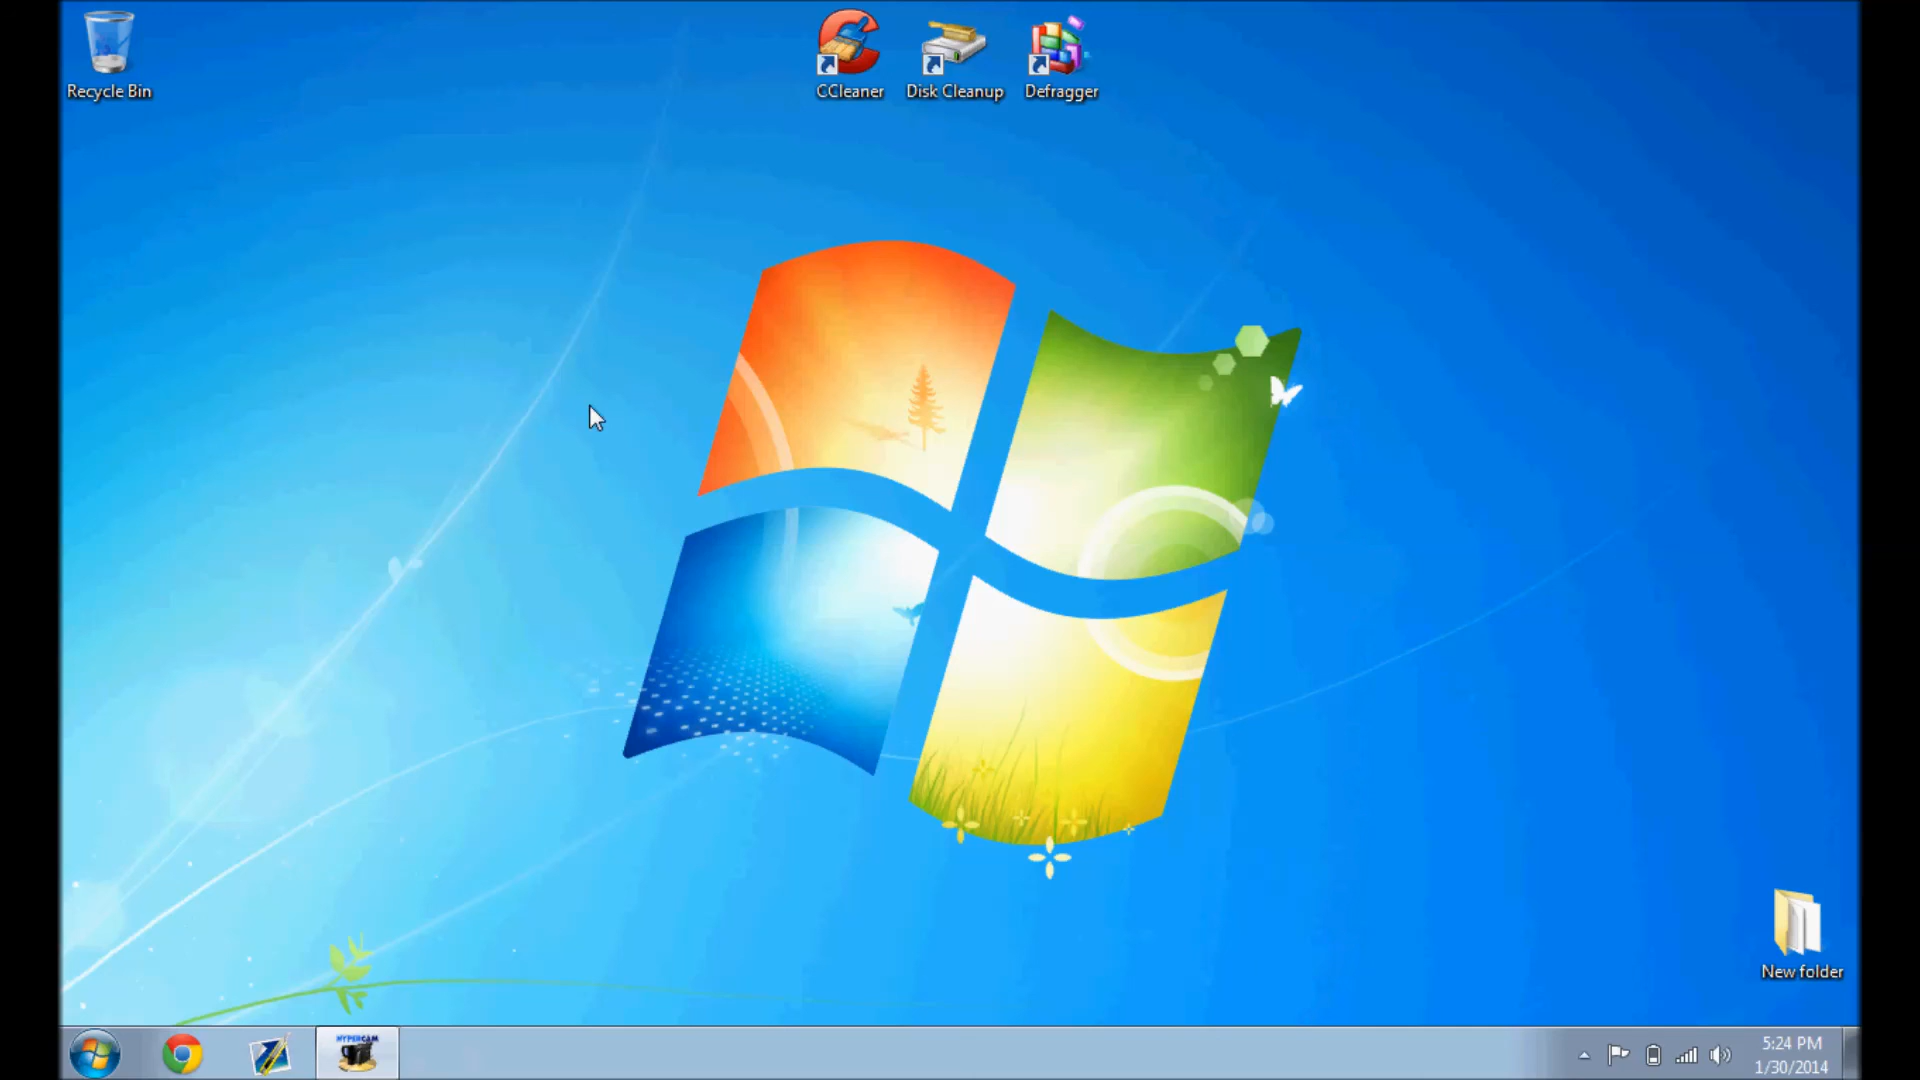 Recycle Bin
CCleaner
Disk Cleanup
Defragger
New folder
HYPERCAM
5:24 PM
1/30/2014